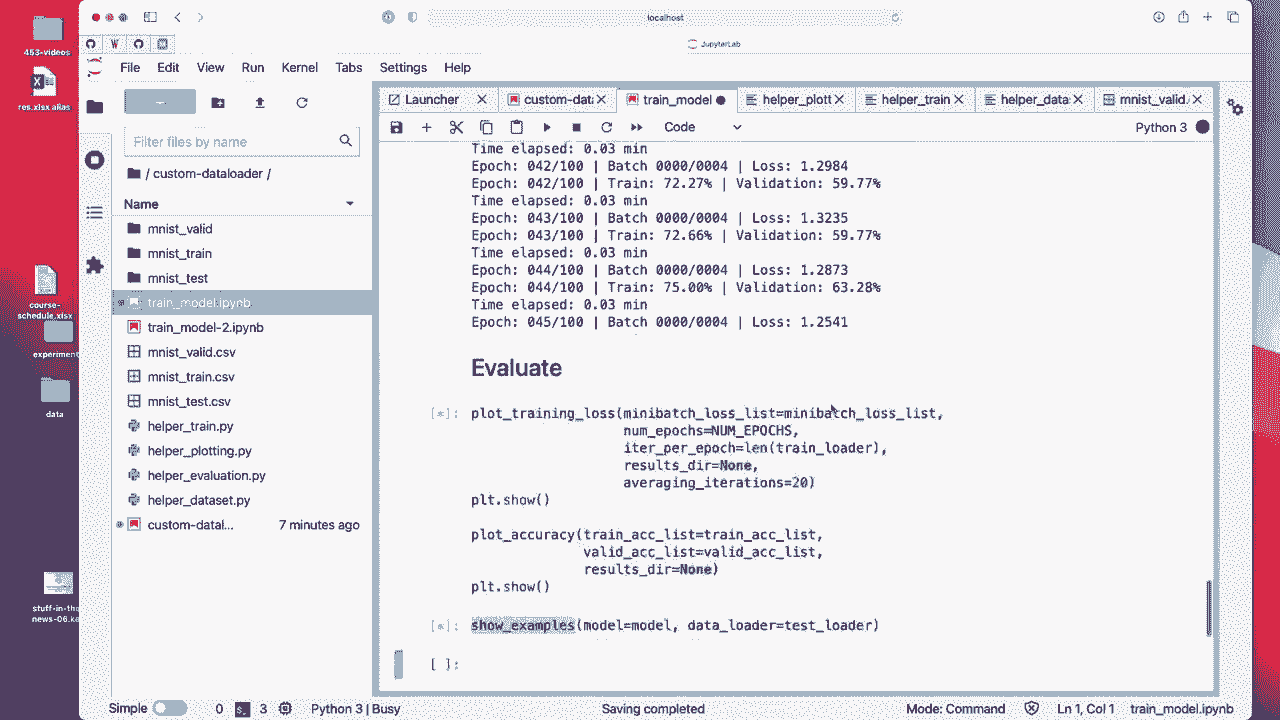 localhost
JupyterLab
File Edit View Run Kernel Tabs Settings Help
453-videos
res.xlsx alias
course-schedule.xlsx
experiment
data
stuff-in-the
news-06.ke
Filter files by name
/ custom-dataloader /
Name
mnist_valid
mnist_train
mnist_test
train_model.ipynb
train_model-2.ipynb
mnist_valid.csv
mnist_train.csv
mnist_test.csv
helper_train.py
helper_plotting.py
helper_evaluation.py
helper_dataset.py
custom-datal... 7 minutes ago
Launcher custom-data train_model helper_plott helper_train helper_data mnist_valid.
Code Python 3
Time elapsed: 0.03 min
Epoch: 042/100 | Batch 0000/0004 | Loss: 1.2984
Epoch: 042/100 | Train: 72.27% | Validation: 59.77%
Time elapsed: 0.03 min
Epoch: 043/100 | Batch 0000/0004 | Loss: 1.3235
Epoch: 043/100 | Train: 72.66% | Validation: 59.77%
Time elapsed: 0.03 min
Epoch: 044/100 | Batch 0000/0004 | Loss: 1.2873
Epoch: 044/100 | Train: 75.00% | Validation: 63.28%
Time elapsed: 0.03 min
Epoch: 045/100 | Batch 0000/0004 | Loss: 1.2541
Evaluate
[*]: plot_training_loss(minibatch_loss_list=minibatch_loss_list,
num_epochs=NUM_EPOCHS,
iter_per_epoch=len(train_loader),
results_dir=None,
averaging_iterations=20)
plt.show()
plot_accuracy(train_acc_list=train_acc_list,
valid_acc_list=valid_acc_list,
results_dir=None)
plt.show()
[*]: show_examples(model=model, data_loader=test_loader)
[ ]:
Simple 0 3 Python 3 | Busy Saving completed Mode: Command Ln 1, Col 1 train_model.ipynb